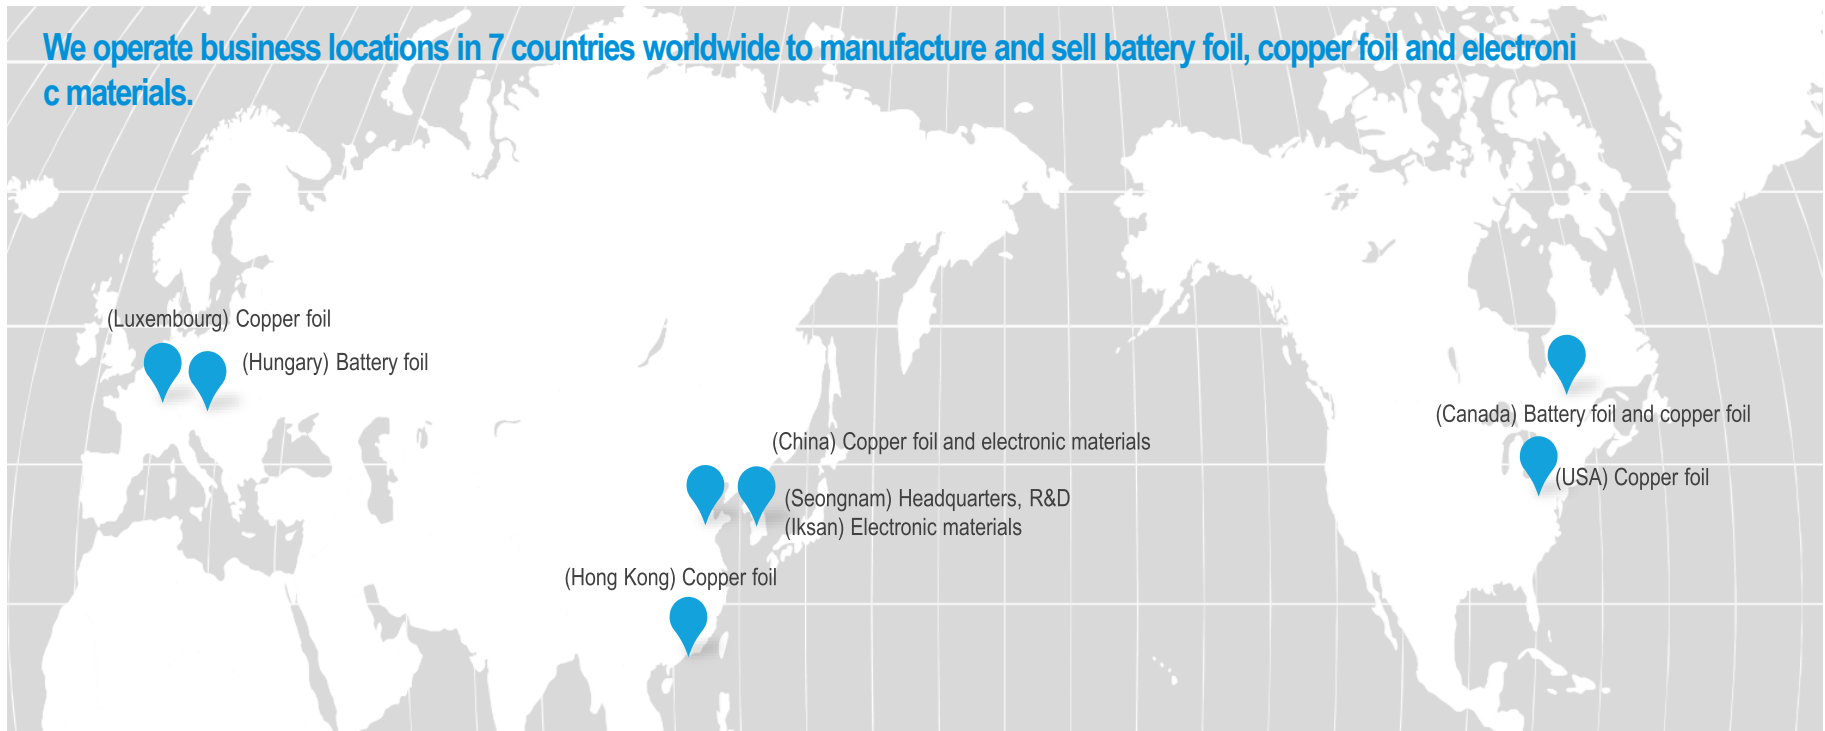 We operate business locations in 7 countries worldwide to manufacture and sell battery foil, copper foil and electroni
c materials.
(Luxembourg) Copper foil
(Hungary) Battery foil
(Canada) Battery foil and copper foil
(China) Copper foil and electronic materials
(USA) Copper foil
(Seongnam) Headquarters, R&D
(Iksan) Electronic materials
(Hong Kong) Copper foil